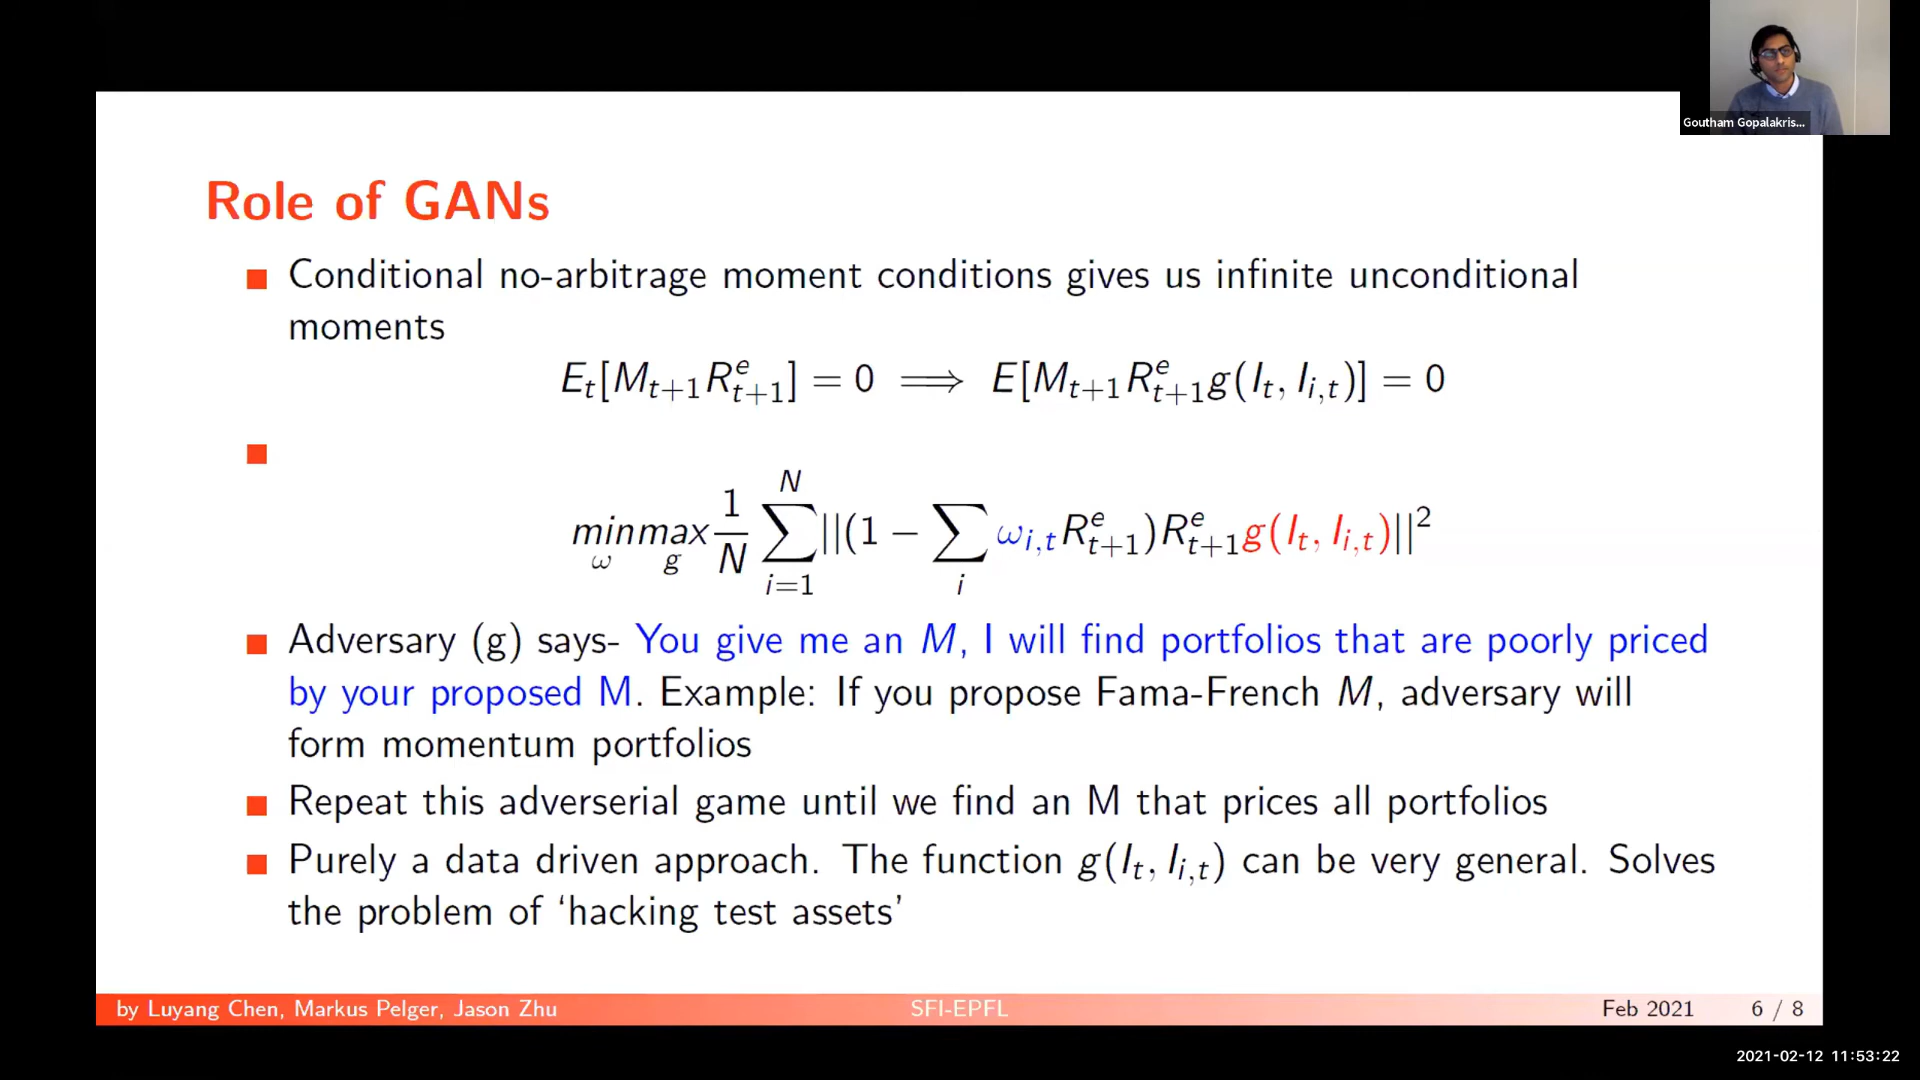 Goutham Gopalakris...
Role of GANs
Conditional no-arbitrage moment conditions gives us infinite unconditional
moments
E_t[M_{t+1}R^e_{t+1}] = 0 ⟹ E[M_{t+1}R^e_{t+1}g(I_t, I_{i,t})] = 0
min_ω max_g 1/N ∑_{i=1}^{N} ||(1 − ∑_i ω_{i,t}R^e_{t+1})R^e_{t+1}g(I_t, I_{i,t})||^2
Adversary (g) says- You give me an M, I will find portfolios that are poorly priced
by your proposed M. Example: If you propose Fama-French M, adversary will
form momentum portfolios
Repeat this adverserial game until we find an M that prices all portfolios
Purely a data driven approach. The function g(I_t, I_{i,t}) can be very general. Solves
the problem of ‘hacking test assets’
by Luyang Chen, Markus Pelger, Jason Zhu SFI-EPFL Feb 2021 6 / 8
2021-02-12 11:53:22